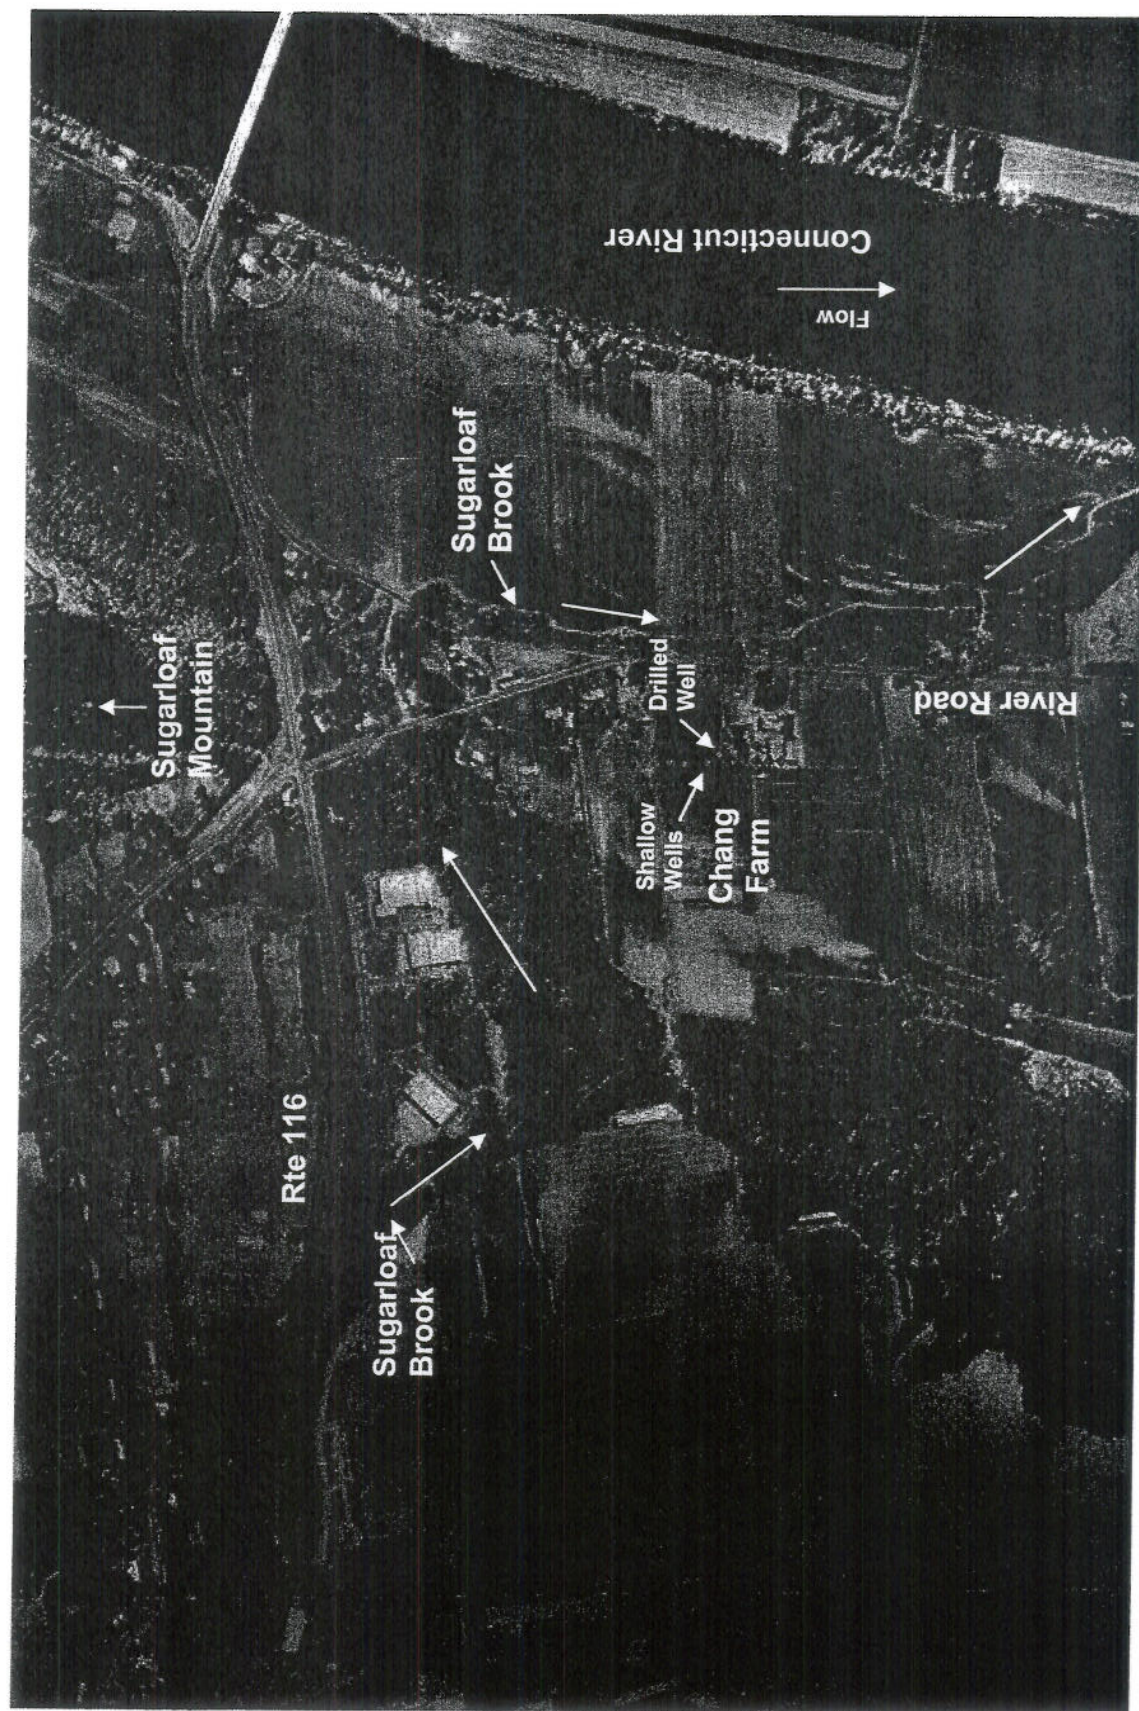 Connecticut River
Flow
Sugarloaf
Brook
Sugarloaf
Mountain
Drilled
Well
River Road
Shallow
Wells
Chang
Farm
Rte 116
Sugarloaf
Brook